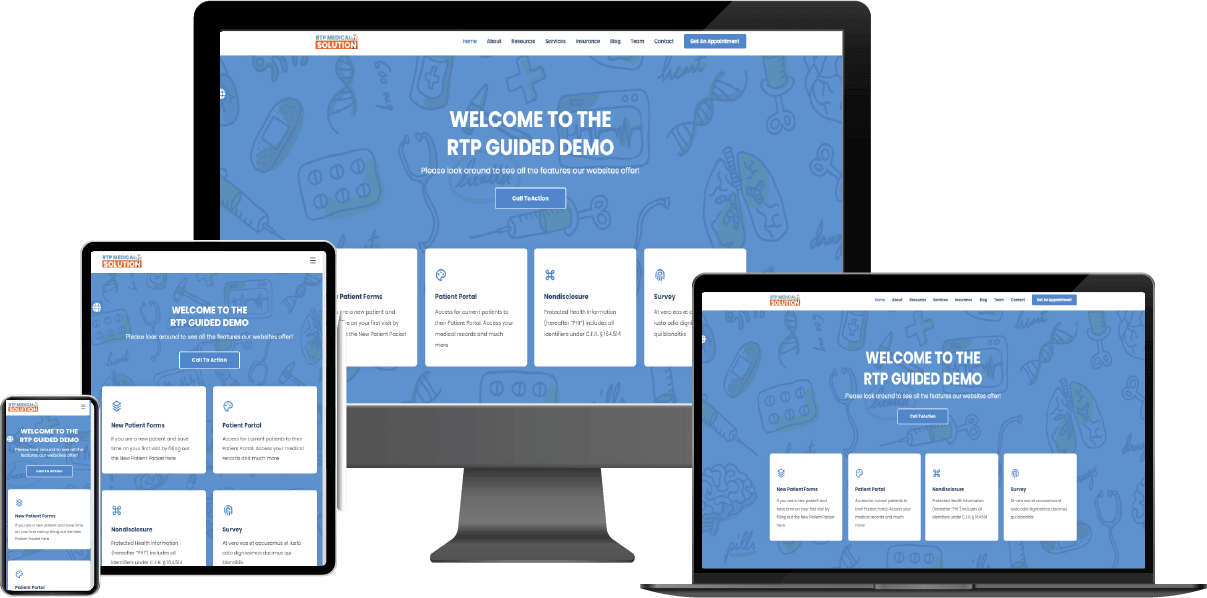 RTP MEDICAL
SOLUTION
Home About Resources Services Insurance Blog Team Contact Get An Appointment
WELCOME TO THE
RTP GUIDED DEMO
Please look around to see all the features our websites offer!
Call To Action
Patient Forms
are a new patient and
time on your first visit by
out the New Patient Packet
Patient Portal
Access for current patients to
their Patient Portal. Access your
medical records and much
more
Nondisclosure
Protected Health Information
(hereafter "PHI") includes all
identifiers under C.F.R. § 164.514
Survey
At vero eos et
iusto odio
qui blanditiis
RTP MEDICAL
SOLUTION
WELCOME TO THE
RTP GUIDED DEMO
Please look around to see all the features our websites offer!
Call To Action
New Patient Forms
If you are a new patient and save
time on your first visit by filling out
the New Patient Packet here
Patient Portal
Access for current patients to their
Patient Portal. Access your medical
records and much more
Nondisclosure
Protected Health Information
(hereafter "PHI") includes all
identifiers under C.F.R. § 164.514
Survey
At vero eos et accusamus et iusto
odio dignissimos ducimus qui
blanditiis
RTP MEDICAL
SOLUTION
WELCOME TO THE
RTP GUIDED DEMO
Please look around to see all the
features our websites offer!
Call To Action
New Patient Forms
If you are a new patient and save time
on your first visit by filling out the New
Patient Packet here
Patient Portal
RTP MEDICAL
SOLUTION
Home About Resources Services Insurance Blog Team Contact Get An Appointment
WELCOME TO THE
RTP GUIDED DEMO
Please look around to see all the features our websites offer!
Call To Action
New Patient Forms
If you are a new patient and
save time on your first visit by
filling out the New Patient Packet
here
Patient Portal
Access for current patients to
their Patient Portal. Access your
medical records and much
more
Nondisclosure
Protected Health Information
(hereafter "PHI") includes all
identifiers under C.F.R. § 164.514
Survey
At vero eos et accusamus et
iusto odio dignissimos ducimus
qui blanditiis